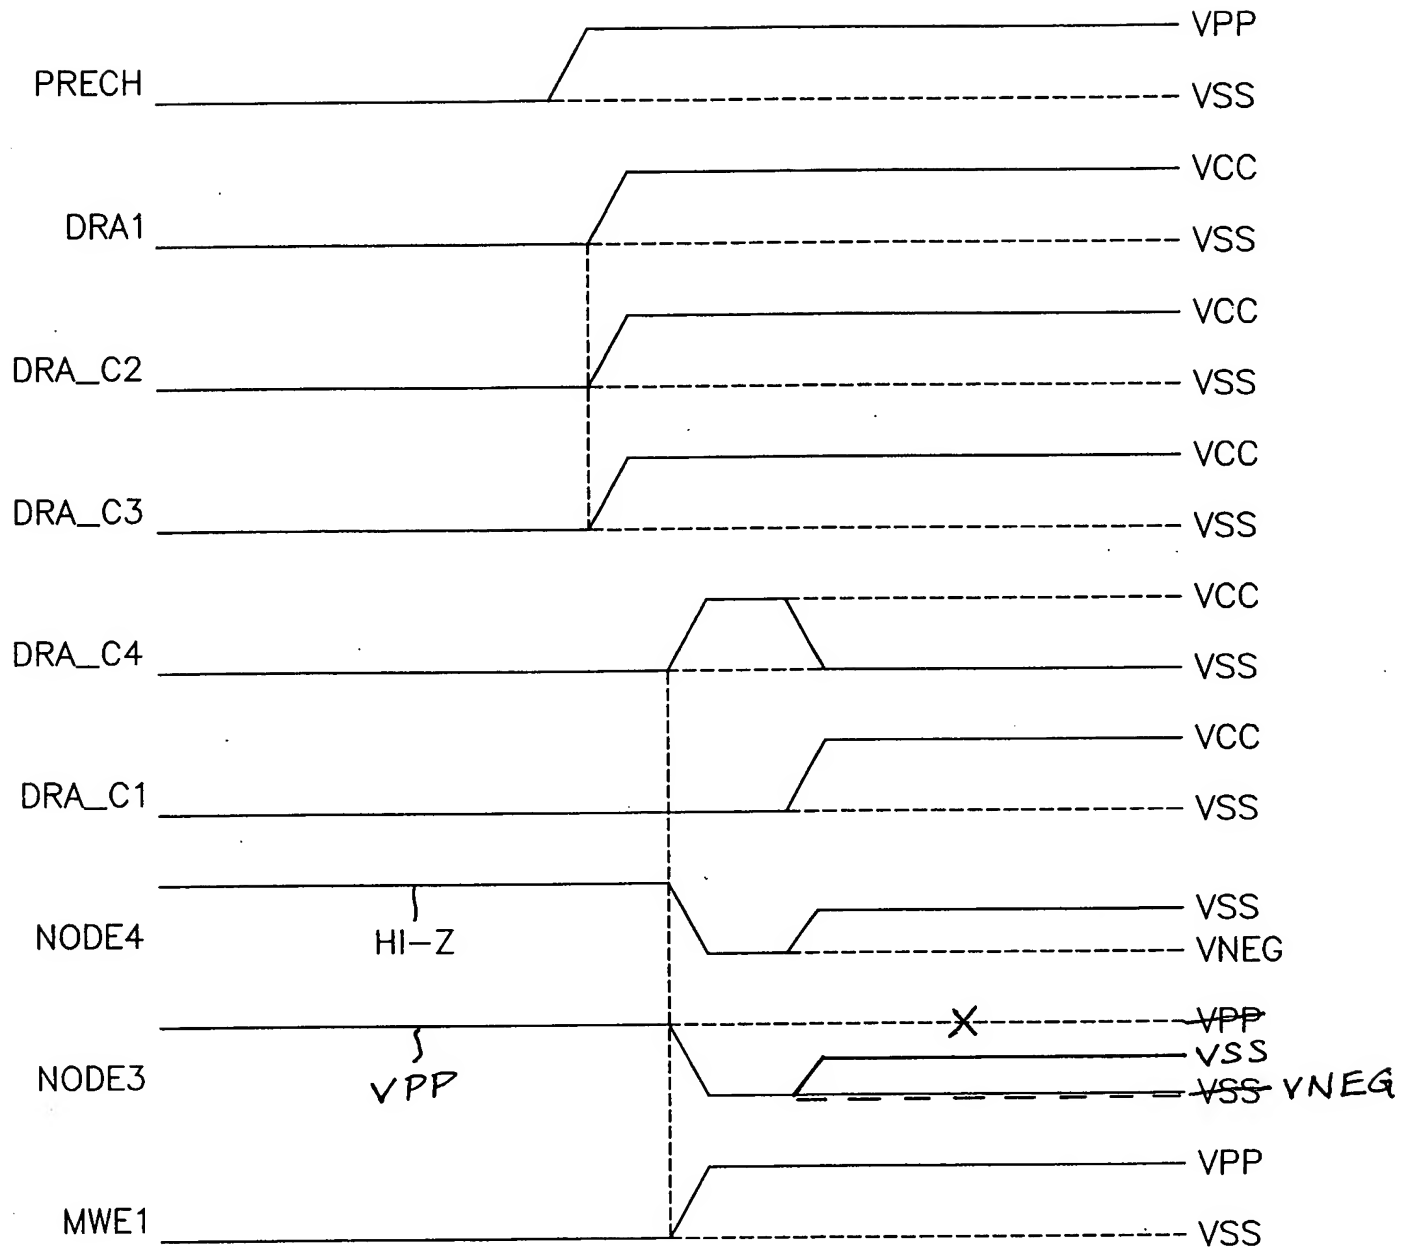 VPP
PRECH
VSS
VCC
DRA1
VSS
VCC
DRA_C2
VSS
VCC
DRA_C3
VSS
VCC
DRA_C4
VSS
VCC
DRA_C1
VSS
VSS
NODE4
HI-Z
VNEG
X
VPP
VSS
NODE3
VPP
VSS VNEG
VPP
MWE1
VSS